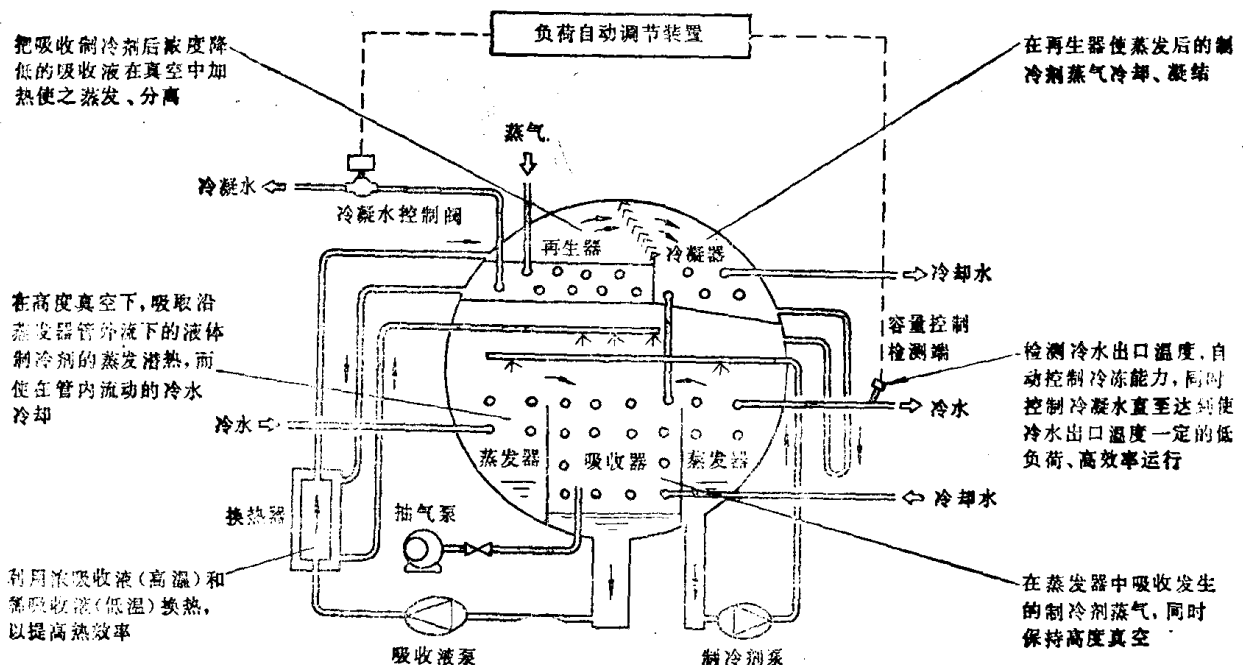 负荷自动调节装置
把吸收制冷剂后浓度降
低的吸收液在真空中加
热使之蒸发、分离
在再生器使蒸发后的制
冷剂蒸气冷却、凝结
蒸气
冷凝水
冷凝水控制阀
再生器
冷凝器
冷却水
在高度真空下,吸取沿
蒸发器管外流下的液体
制冷剂的蒸发潜热,而
使在管内流动的冷水
冷却
容量控制
检测端
检测冷水出口温度,自
动控制冷冻能力,同时
控制冷凝水直至达到使
冷水出口温度一定的低
负荷、高效率运行
冷水
冷水
蒸发器
吸收器
蒸发器
冷却水
换热器
抽气泵
利用浓吸收液(高温)和
稀吸收液(低温)换热,
以提高热效率
在蒸发器中吸收发生
的制冷剂蒸气,同时
保持高度真空
吸收液泵
制冷剂泵